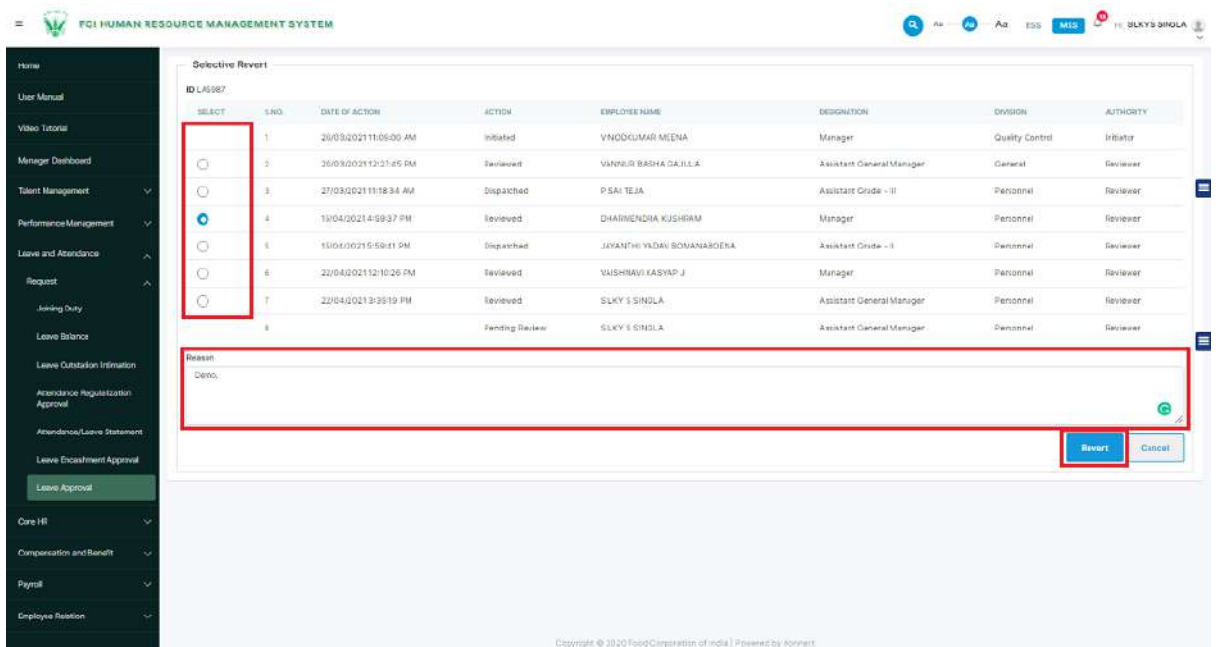 FCI HUMAN RESOURCE MANAGEMENT SYSTEM
Aa Aa Aa ESS MSS Hi, SLKY S SINGLA
Home
User Manual
Video Tutorial
Manager Dashboard
Talent Management
Performance Management
Leave and Attendance
Request
Joining Duty
Leave Balance
Leave Outstation Intimation
Attendance Regularization
Approval
Attendance/Leave Statement
Leave Encashment Approval
Leave Approval
Core HR
Compensation and Benefit
Payroll
Employee Relation
Selective Revert
ID LA5987
SELECT S.NO. DATE OF ACTION ACTION EMPLOYEE NAME DESIGNATION DIVISION AUTHORITY
1 26/03/2021 11:09:00 AM Initiated VINODKUMAR MEENA Manager Quality Control Initiator
2 26/03/2021 12:27:45 PM Reviewed VANNUR BASHA GAJULA Assistant General Manager General Reviewer
3 27/03/2021 11:18:34 AM Dispatched P SAI TEJA Assistant Grade - III Personnel Reviewer
4 15/04/2021 4:59:37 PM Reviewed DHARMENDRA KUSHRAM Manager Personnel Reviewer
5 15/04/2021 5:59:41 PM Dispatched JAYANTHI YADAV Assistant Grade - II Personnel Reviewer
6 22/04/2021 12:10:26 PM Reviewed VAISHNAVI KASYAP J Manager Personnel Reviewer
7 22/04/2021 3:35:19 PM Reviewed SLKY S SINGLA Assistant General Manager Personnel Reviewer
8 Pending Review SLKY S SINGLA Assistant General Manager Personnel Reviewer
Reason
Demo.
Revert Cancel
Copyright © 2020 Food Corporation of India | Powered by